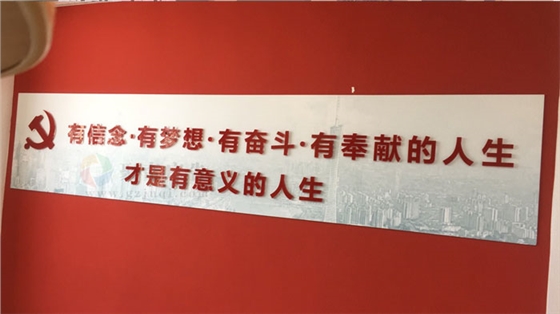 有信念·有梦想·有奋斗·有奉献的人生
才是有意义的人生